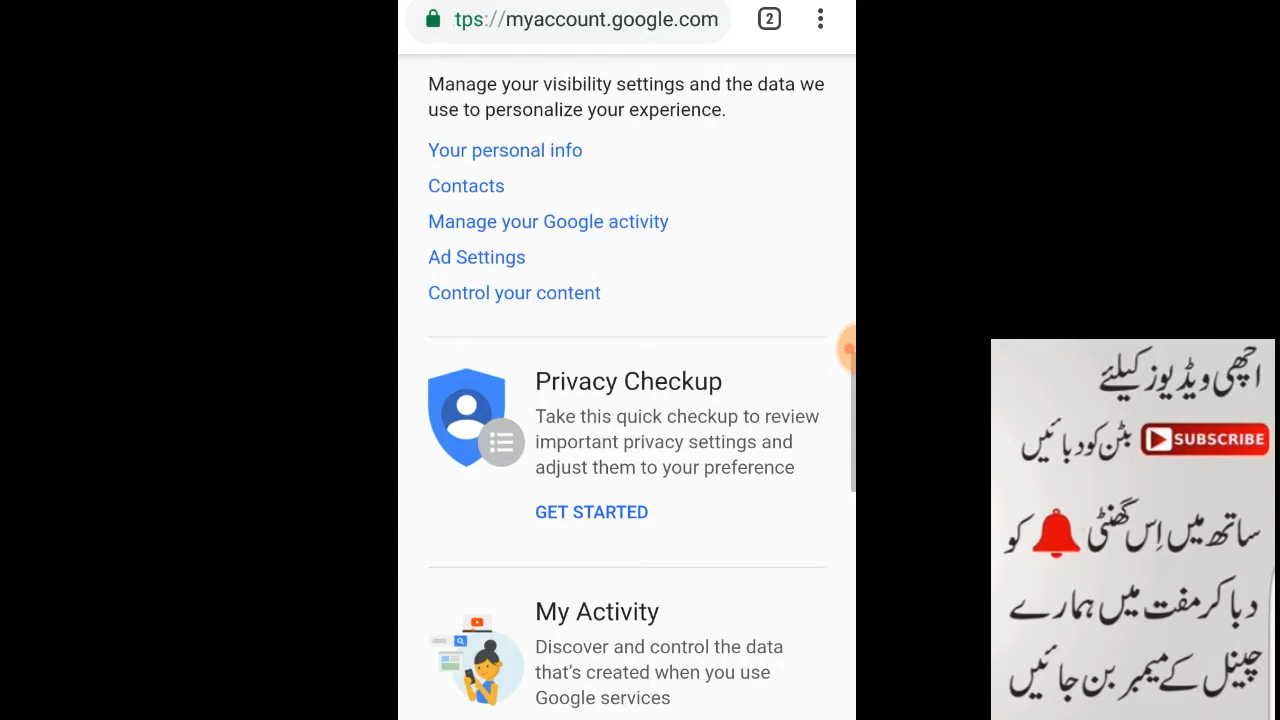 tps://myaccount.google.com
2
Manage your visibility settings and the data we
use to personalize your experience.
Your personal info
Contacts
Manage your Google activity
Ad Settings
Control your content
Privacy Checkup
Take this quick checkup to review
important privacy settings and
adjust them to your preference
GET STARTED
My Activity
Discover and control the data
that's created when you use
Google services
اچھی ویڈیوز کیلئے
SUBSCRIBE بٹن کو دبائیں
ساتھ میں اِس گھنٹی کو
دبا کر مفت میں ہمارے
چینل کے میمبر بن جائیں